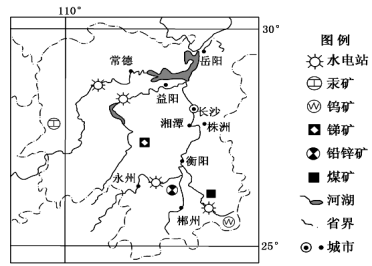 110°
30°
常德
岳阳
益阳
长沙
湘潭
株洲
衡阳
永州
郴州
25°
图例
水电站
汞矿
钨矿
锑矿
铅锌矿
煤矿
河湖
省界
城市